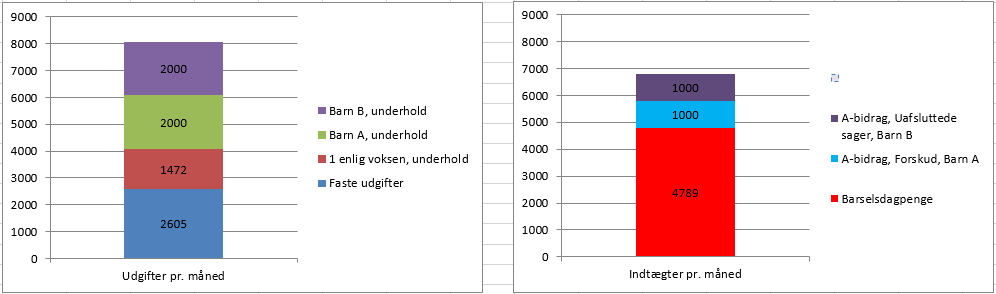 9000
8000
7000
6000
5000
4000
3000
2000
1000
0
2000
2000
1472
2605
Udgifter pr. måned
Barn B, underhold
Barn A, underhold
1 enlig voksen, underhold
Faste udgifter
9000
8000
7000
6000
5000
4000
3000
2000
1000
0
1000
1000
4789
Indtægter pr. måned
A-bidrag, Uafsluttede
sager, Barn B
A-bidrag, Forskud, Barn A
Barselsdagpenge